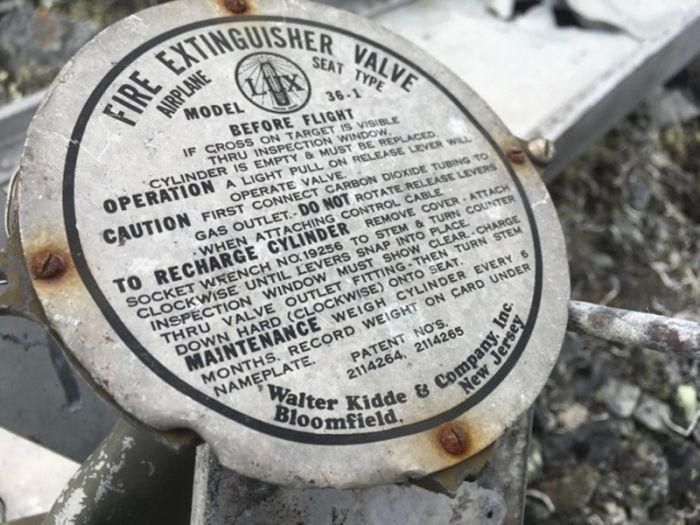 FIRE EXTINGUISHER VALVE
AIRPLANE LUX SEAT TYPE
MODEL 36-1
BEFORE FLIGHT
IF CROSS ON TARGET IS VISIBLE
THRU INSPECTION WINDOW,
CYLINDER IS EMPTY & MUST BE REPLACED.
OPERATION A LIGHT PULL ON RELEASE LEVER WILL
OPERATE VALVE.
CAUTION FIRST CONNECT CARBON DIOXIDE TUBING TO
GAS OUTLET. DO NOT ROTATE RELEASE LEVERS
WHEN ATTACHING CONTROL CABLE.
TO RECHARGE CYLINDER REMOVE COVER - ATTACH
SOCKET WRENCH NO. 19256 TO STEM & TURN COUNTER
CLOCKWISE UNTIL LEVERS SNAP INTO PLACE.
INSPECTION WINDOW MUST SHOW CLEAR. CHARGE
THRU VALVE OUTLET FITTING - THEN TURN STEM
DOWN HARD (CLOCKWISE) ONTO SEAT.
MAINTENANCE WEIGH CYLINDER EVERY 6
MONTHS. RECORD WEIGHT ON CARD UNDER
NAMEPLATE. PATENT NO'S.
2114264, 2114265
Walter Kidde & Company, Inc.
Bloomfield, New Jersey